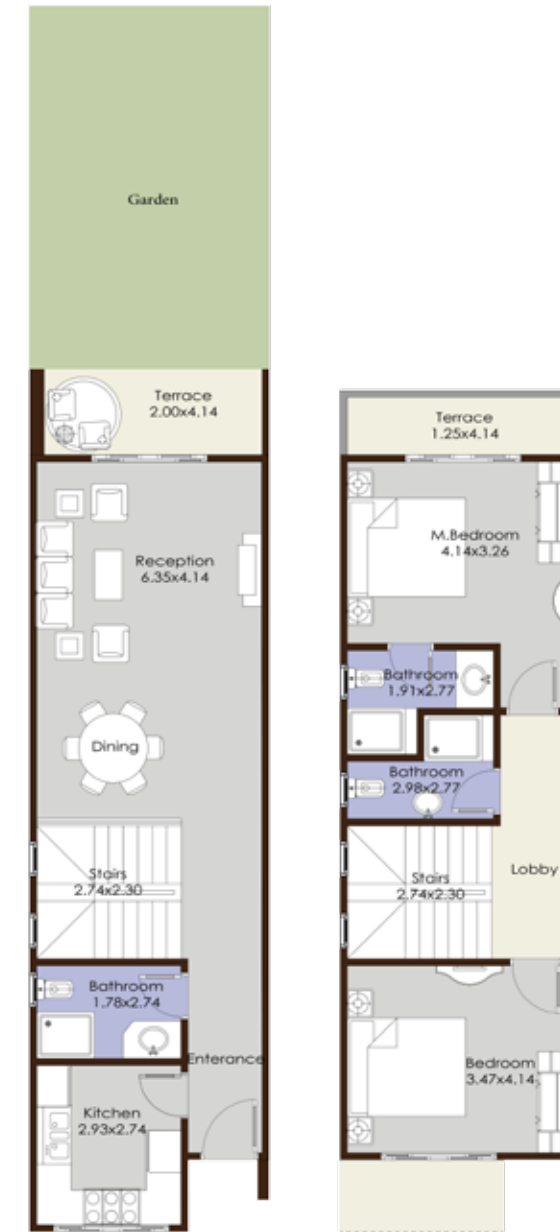 Garden
Terrace
2.00x4.14
Reception
6.35x4.14
Dining
Stairs
2.74x2.30
Bathroom
1.78x2.74
Enterance
Kitchen
2.93x2.74
Terrace
1.25x4.14
M.Bedroom
4.14x3.26
Bathroom
1.91x2.77
Bathroom
2.98x2.77
Stairs
2.74x2.30
Lobby
Bedroom
3.47x4.14